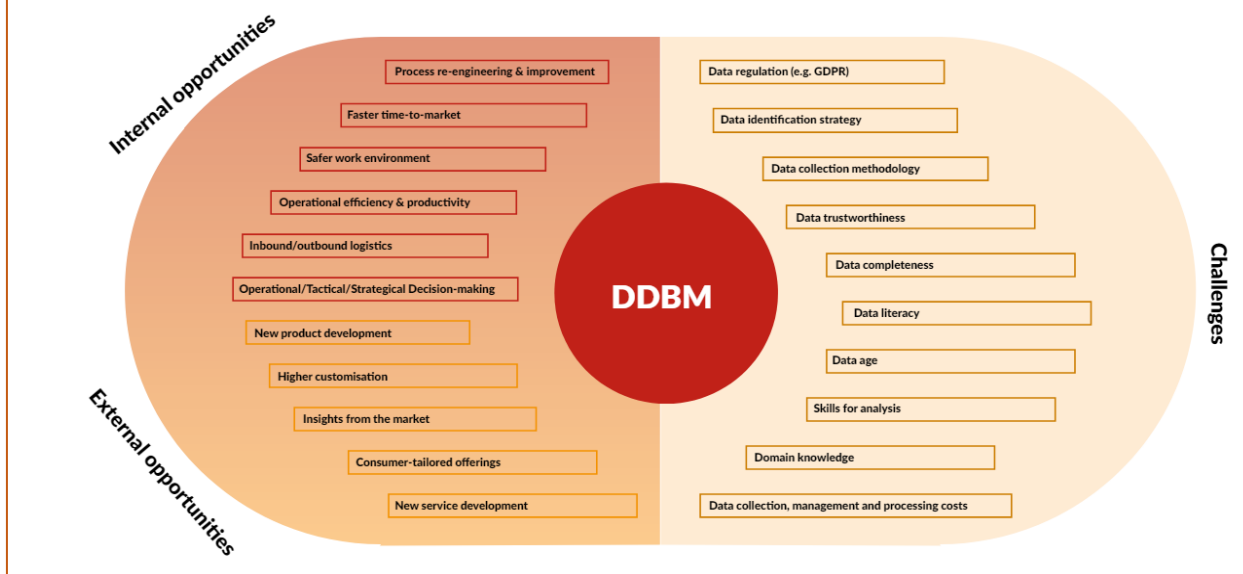 Internal opportunities
Process re-engineering & improvement
Faster time-to-market
Safer work environment
Operational efficiency & productivity
Inbound/outbound logistics
Operational/Tactical/Strategical Decision-making
External opportunities
New product development
Higher customisation
Insights from the market
Consumer-tailored offerings
New service development
DDBM
Challenges
Data regulation (e.g. GDPR)
Data identification strategy
Data collection methodology
Data trustworthiness
Data completeness
Data literacy
Data age
Skills for analysis
Domain knowledge
Data collection, management and processing costs